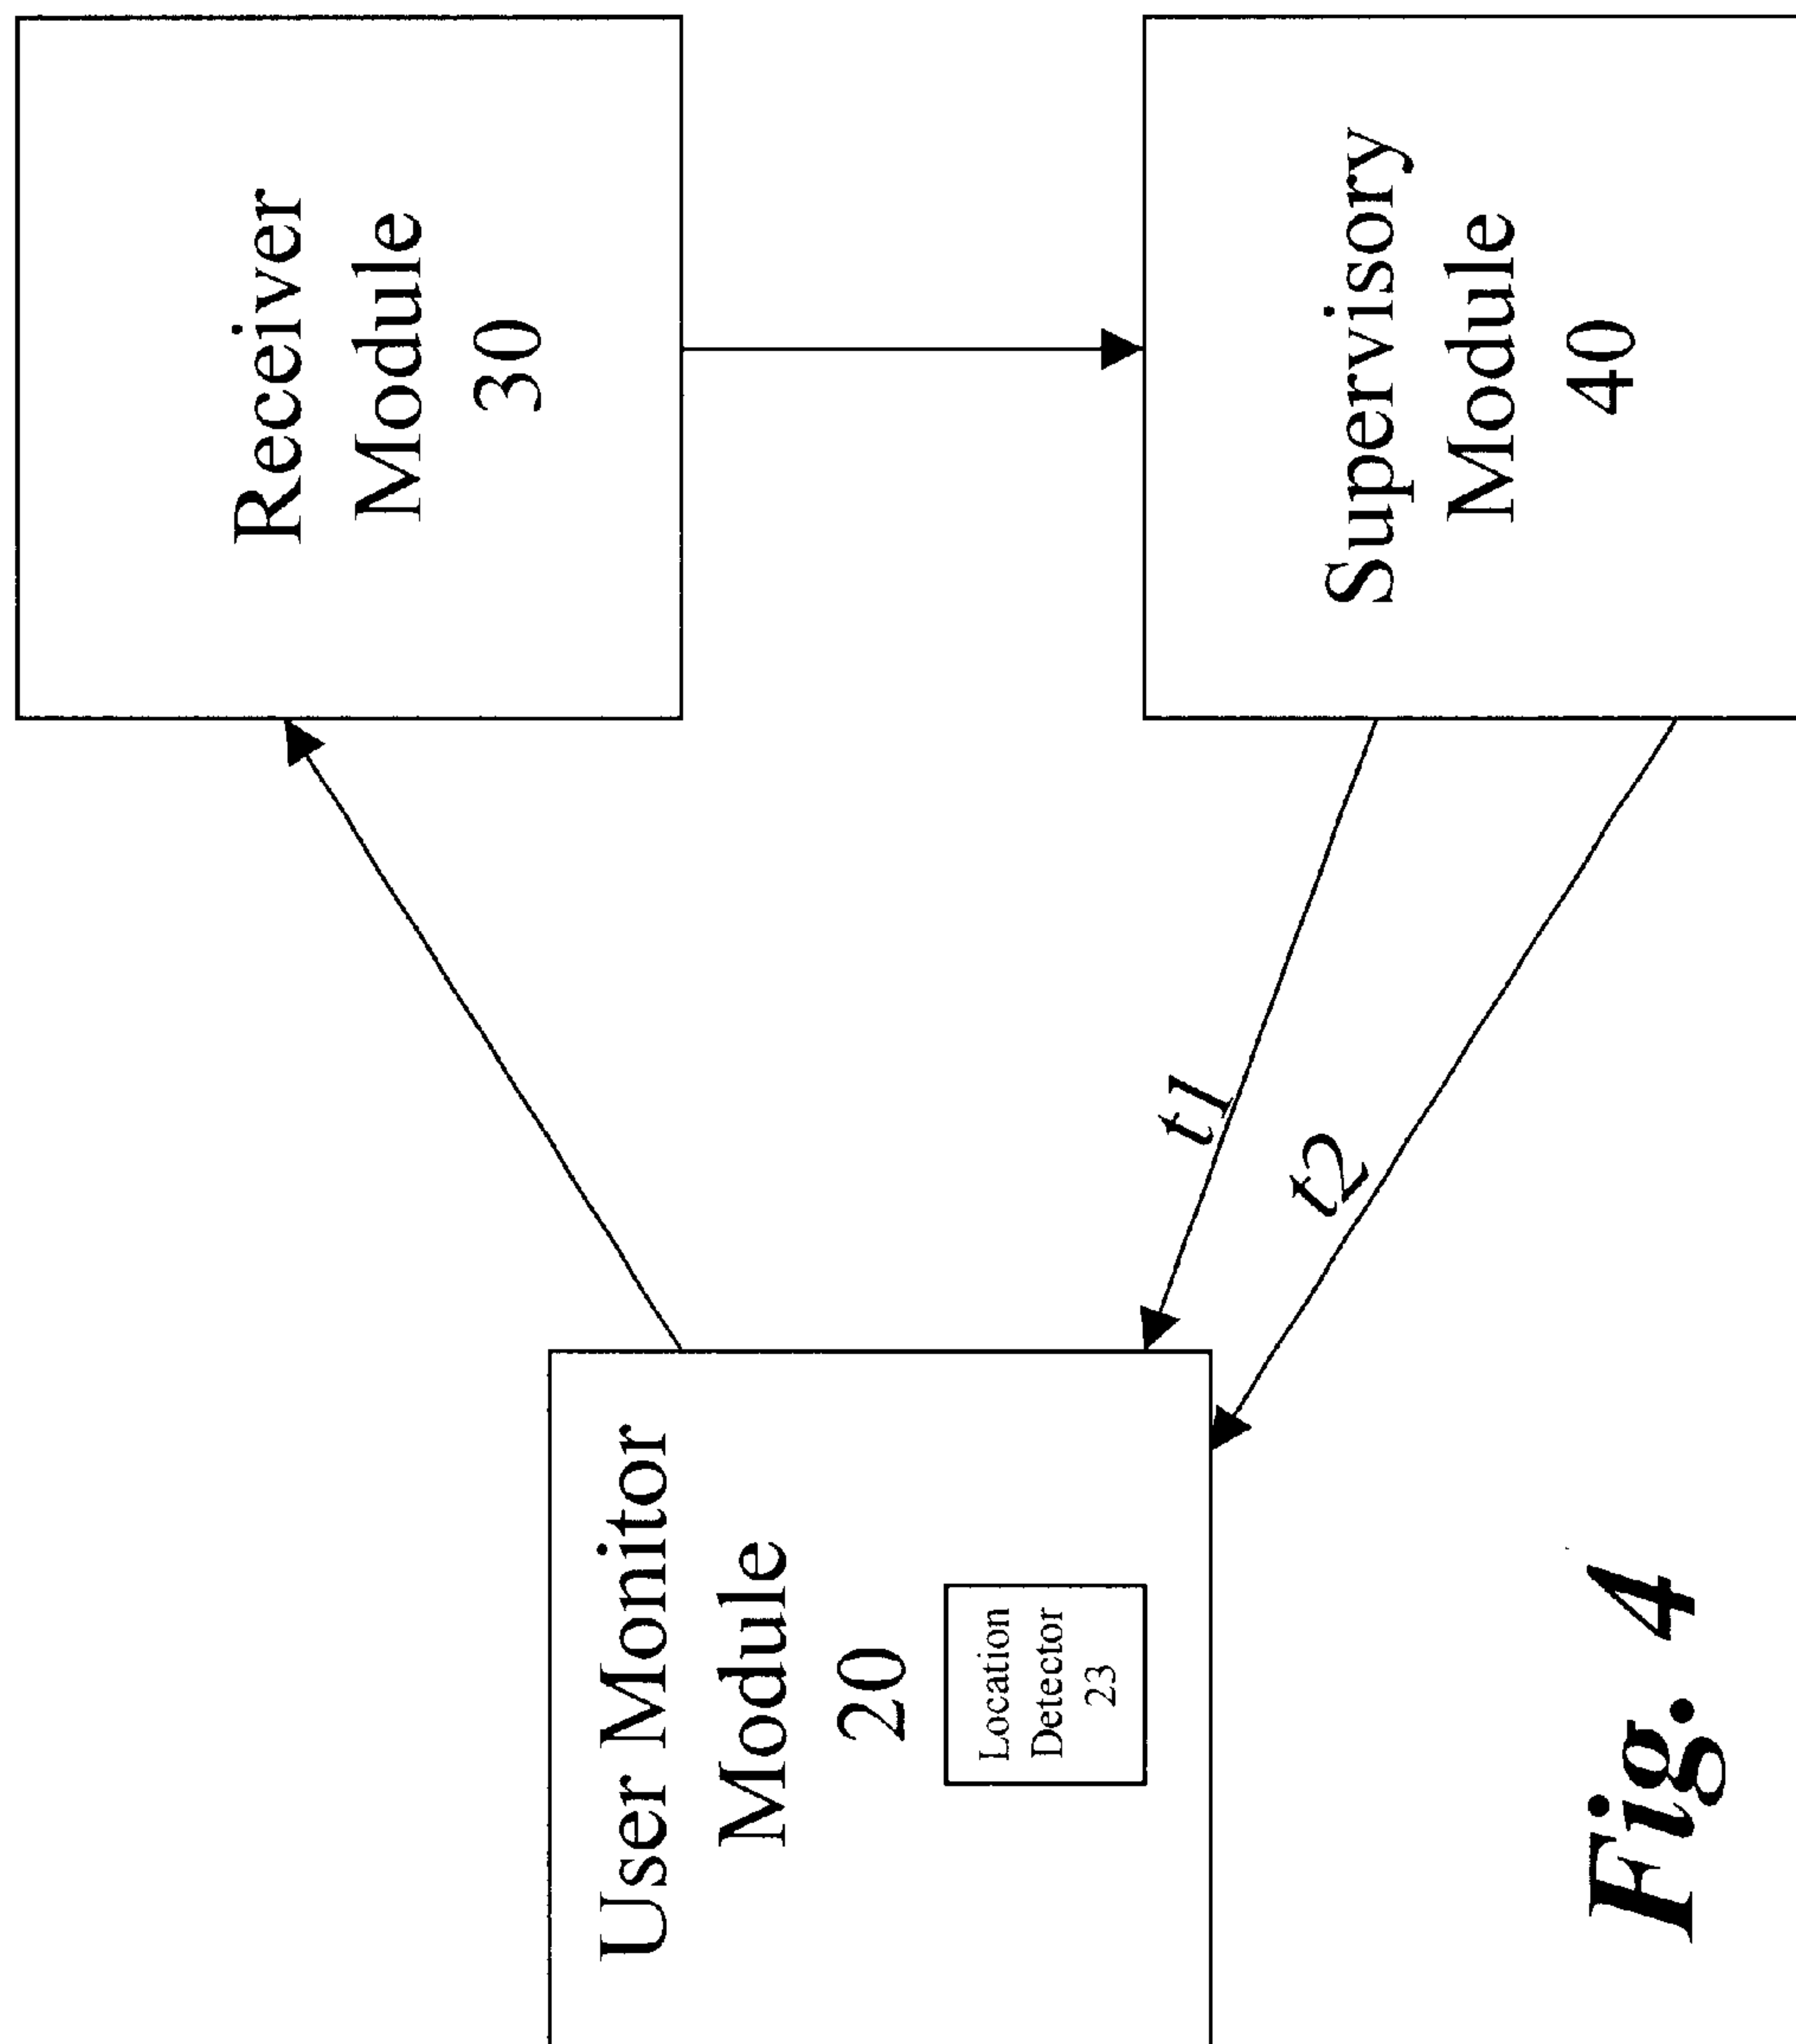 User Monitor
Module
20
Location
Detector
23
Receiver
Module
30
Supervisory
Module
40
t1
t2
Fig. 4